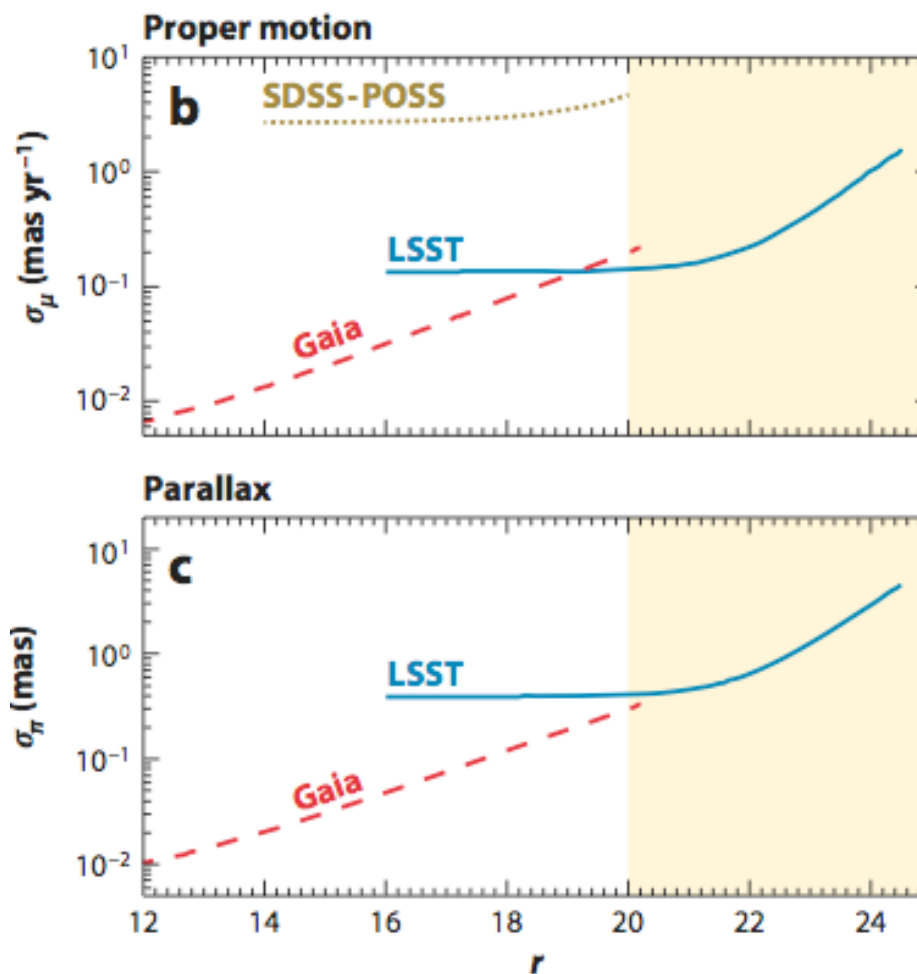 Proper motion
b
SDSS-POSS
LSST
Gaia
10¹
10⁰
10⁻¹
10⁻²
σμ (mas yr⁻¹)
Parallax
c
LSST
Gaia
10¹
10⁰
10⁻¹
10⁻²
σπ (mas)
12 14 16 18 20 22 24
r